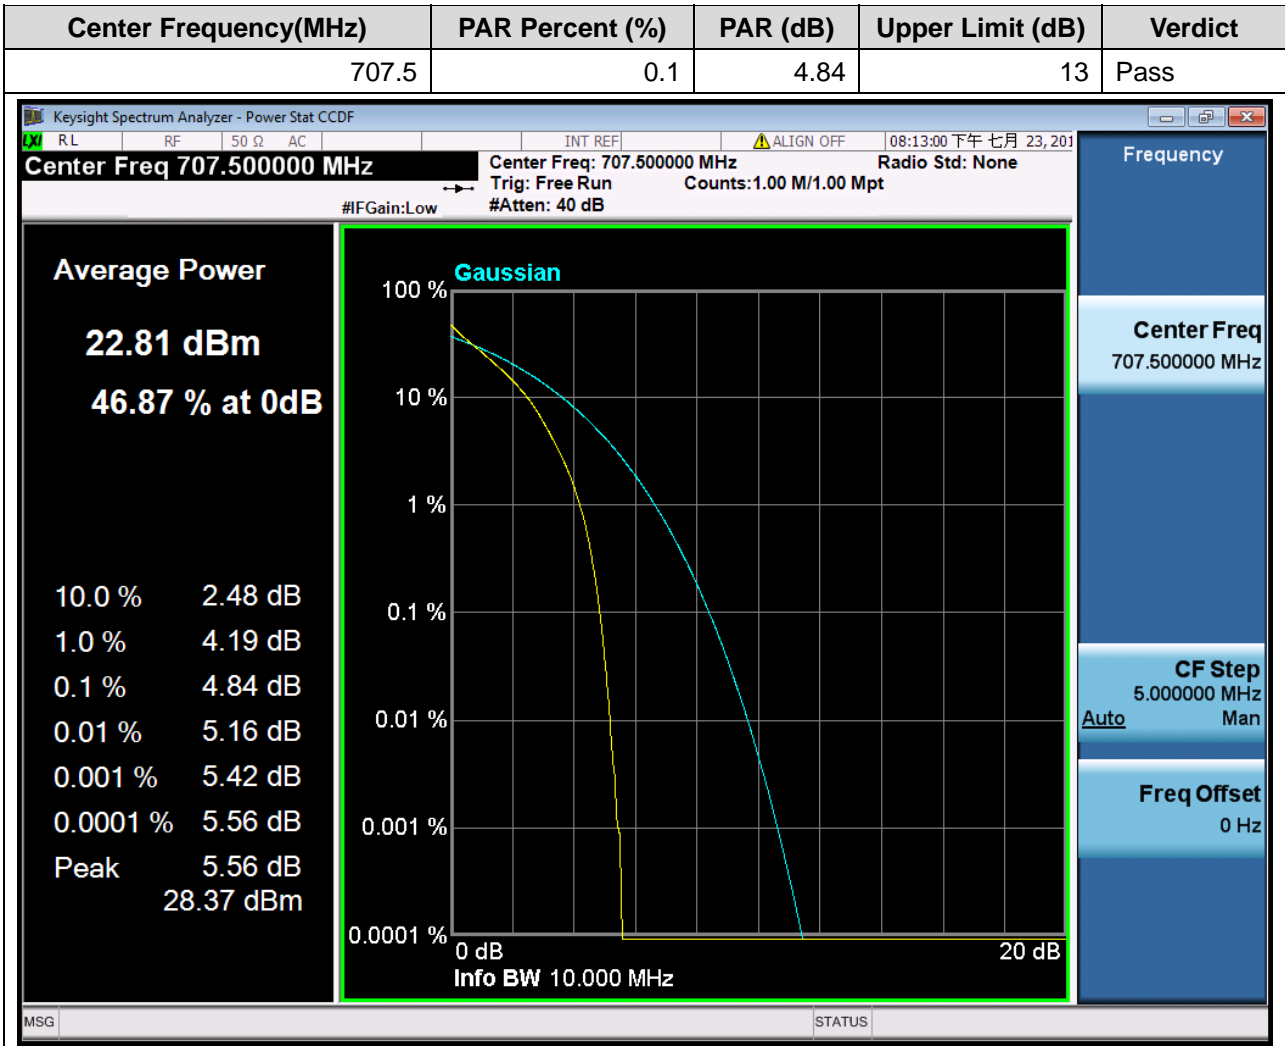 Center Frequency(MHz) PAR Percent (%) PAR (dB) Upper Limit (dB) Verdict
707.5 0.1 4.84 13 Pass
Keysight Spectrum Analyzer - Power Stat CCDF
LXI RL RF 50 Ω AC INT REF ALIGN OFF 08:13:00 下午 七月 23, 201
Center Freq 707.500000 MHz
Center Freq: 707.500000 MHz Radio Std: None
Trig: Free Run Counts:1.00 M/1.00 Mpt
#IFGain:Low #Atten: 40 dB
Frequency
Average Power
22.81 dBm
46.87 % at 0dB
10.0 % 2.48 dB
1.0 % 4.19 dB
0.1 % 4.84 dB
0.01 % 5.16 dB
0.001 % 5.42 dB
0.0001 % 5.56 dB
Peak 5.56 dB
28.37 dBm
Gaussian
100 %
10 %
1 %
0.1 %
0.01 %
0.001 %
0.0001 %
0 dB 20 dB
Info BW 10.000 MHz
Center Freq
707.500000 MHz
CF Step
5.000000 MHz
Auto Man
Freq Offset
0 Hz
MSG STATUS